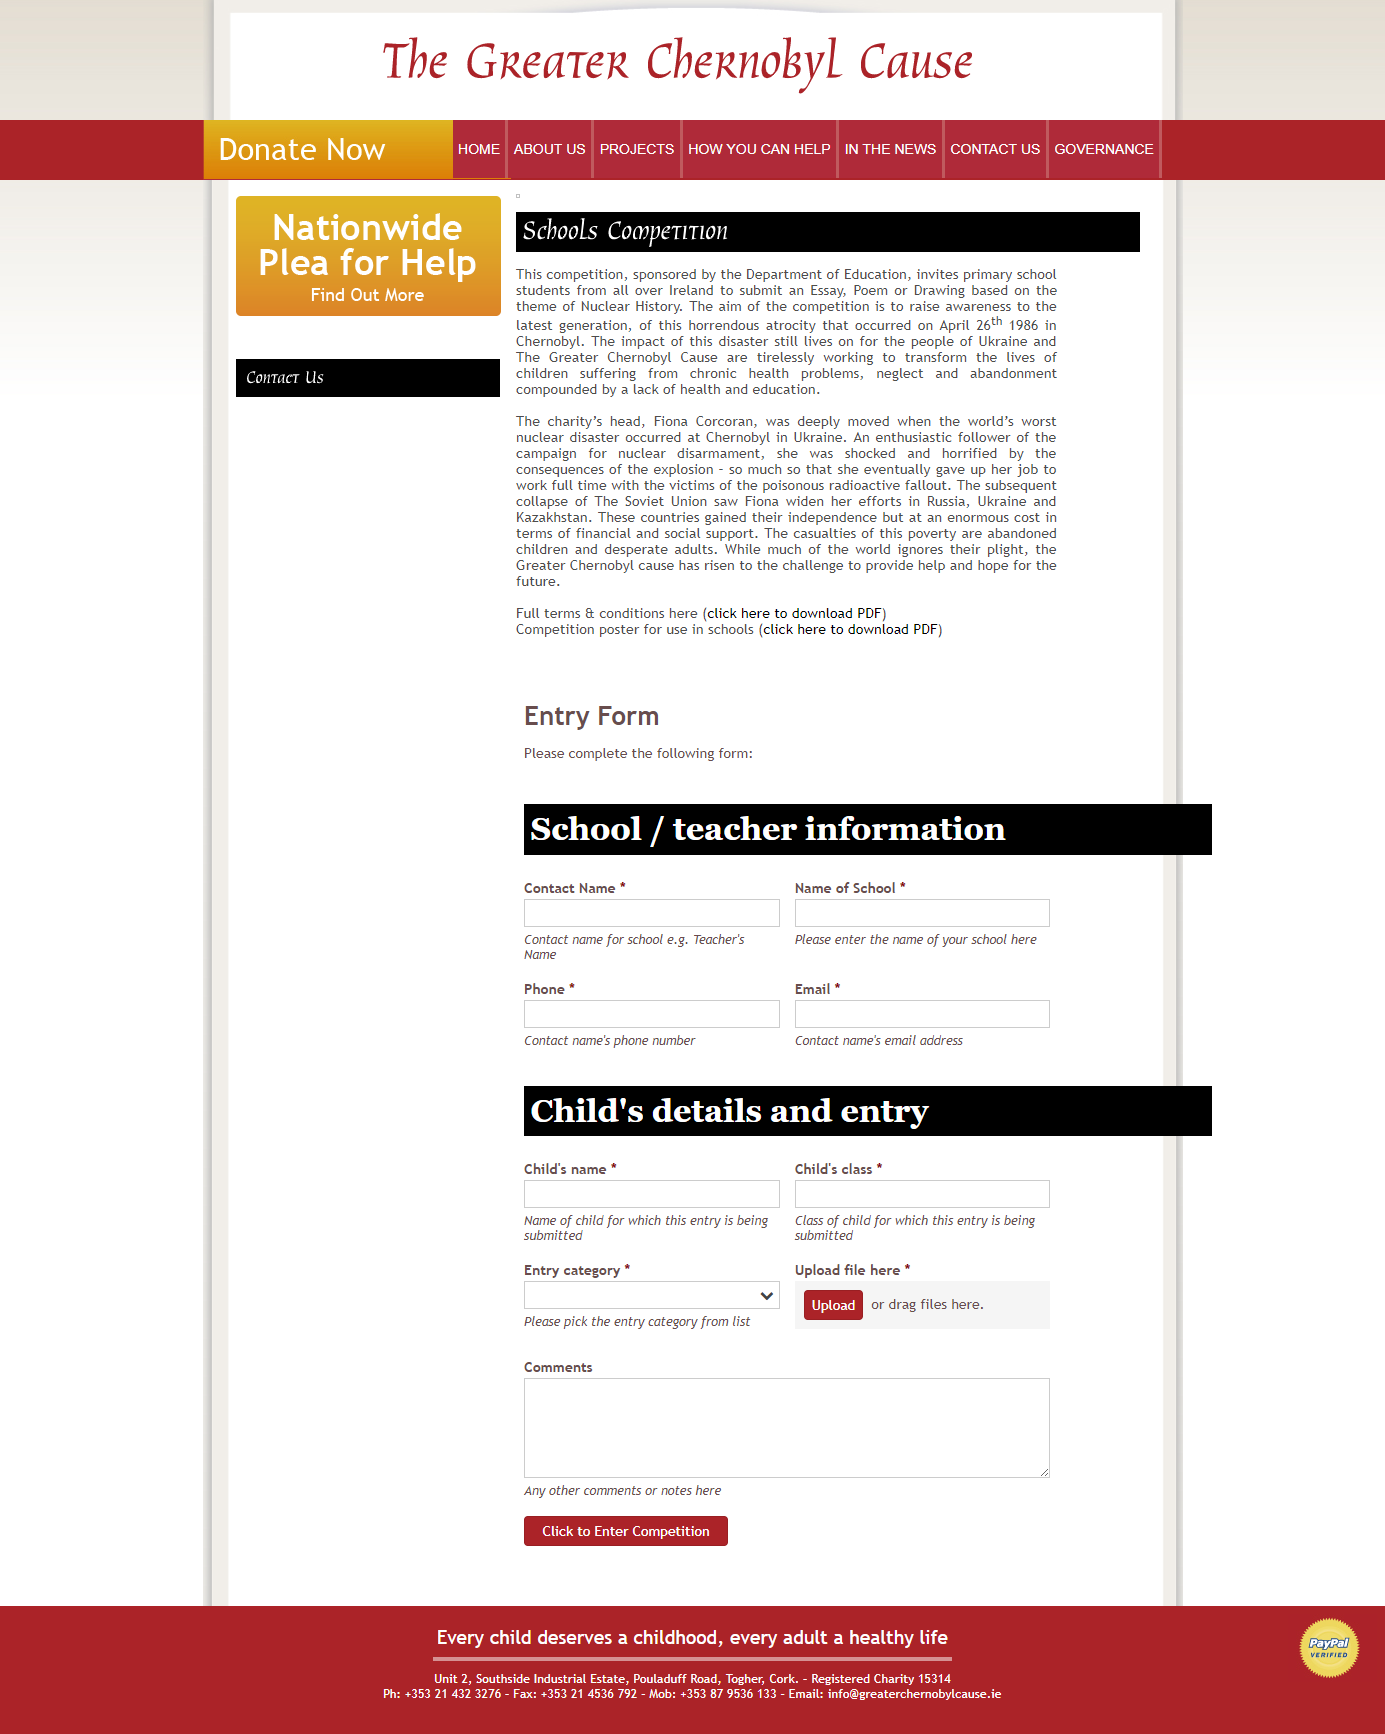 The Greater Chernobyl Cause
Donate Now
HOME
ABOUT US
PROJECTS
HOW YOU CAN HELP
IN THE NEWS
CONTACT US
GOVERNANCE
Nationwide
Plea for Help
Find Out More
Contact Us
Schools Competition
This competition, sponsored by the Department of Education, invites primary school
students from all over Ireland to submit an Essay, Poem or Drawing based on the
theme of Nuclear History. The aim of the competition is to raise awareness to the
latest generation, of this horrendous atrocity that occurred on April 26th 1986 in
Chernobyl. The impact of this disaster still lives on for the people of Ukraine and
The Greater Chernobyl Cause are tirelessly working to transform the lives of
children suffering from chronic health problems, neglect and abandonment
compounded by a lack of health and education.
The charity's head, Fiona Corcoran, was deeply moved when the world's worst
nuclear disaster occurred at Chernobyl in Ukraine. An enthusiastic follower of the
campaign for nuclear disarmament, she was shocked and horrified by the
consequences of the explosion – so much so that she eventually gave up her job to
work full time with the victims of the poisonous radioactive fallout. The subsequent
collapse of The Soviet Union saw Fiona widen her efforts in Russia, Ukraine and
Kazakhstan. These countries gained their independence but at an enormous cost in
terms of financial and social support. The casualties of this poverty are abandoned
children and desperate adults. While much of the world ignores their plight, the
Greater Chernobyl cause has risen to the challenge to provide help and hope for the
future.
Full terms & conditions here (click here to download PDF)
Competition poster for use in schools (click here to download PDF)
Entry Form
Please complete the following form:
School / teacher information
Contact Name *
Name of School *
Contact name for school e.g. Teacher's
Name
Please enter the name of your school here
Phone *
Email *
Contact name's phone number
Contact name's email address
Child's details and entry
Child's name *
Child's class *
Name of child for which this entry is being
submitted
Class of child for which this entry is being
submitted
Entry category *
Upload file here *
Upload or drag files here.
Please pick the entry category from list
Comments
Any other comments or notes here
Click to Enter Competition
Every child deserves a childhood, every adult a healthy life
Unit 2, Southside Industrial Estate, Pouladuff Road, Togher, Cork. - Registered Charity 15314
Ph: +353 21 432 3276 - Fax: +353 21 4536 792 - Mob: +353 87 9536 133 - Email: info@greaterchernobylcause.ie
PayPal
VERIFIED